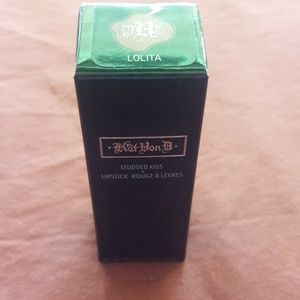 LOLITA
Kat Von D
STUDDED KISS
LIPSTICK ROUGE À LÈVRES